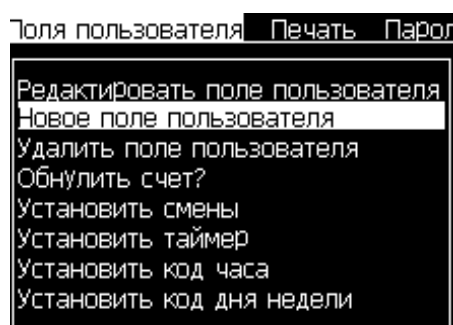 Поля пользователя Печать Парол
Редактировать поле пользователя
Новое поле пользователя
Удалить поле пользователя
Обнулить счет?
Установить смены
Установить таймер
Установить код часа
Установить код дня недели